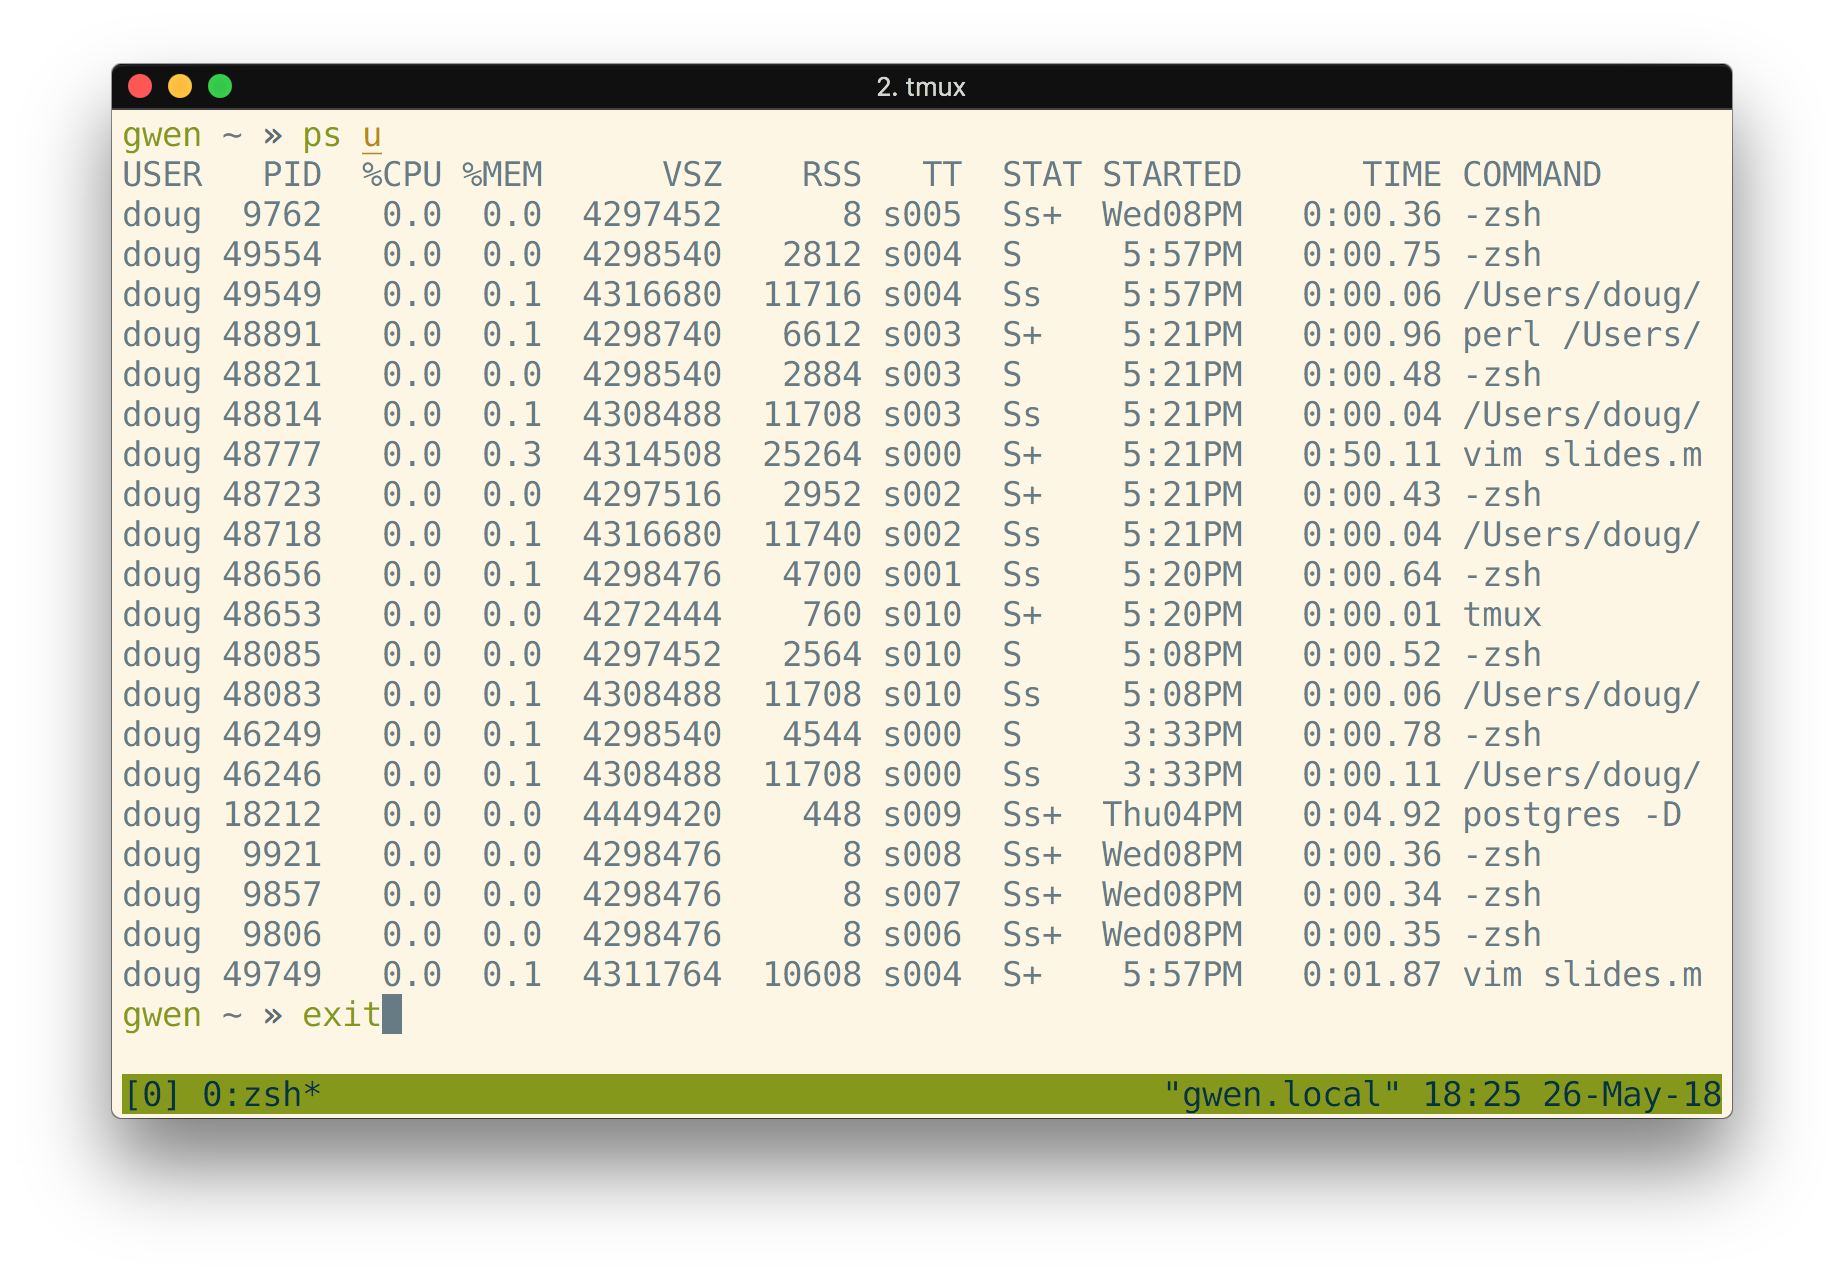 2. tmux
gwen ~ » ps u
USER   PID  %CPU %MEM      VSZ    RSS   TT  STAT STARTED      TIME COMMAND
doug  9762   0.0  0.0  4297452      8 s005  Ss+  Wed08PM   0:00.36 -zsh
doug 49554   0.0  0.0  4298540   2812 s004  S     5:57PM   0:00.75 -zsh
doug 49549   0.0  0.1  4316680  11716 s004  Ss    5:57PM   0:00.06 /Users/doug/
doug 48891   0.0  0.1  4298740   6612 s003  S+    5:21PM   0:00.96 perl /Users/
doug 48821   0.0  0.0  4298540   2884 s003  S     5:21PM   0:00.48 -zsh
doug 48814   0.0  0.1  4308488  11708 s003  Ss    5:21PM   0:00.04 /Users/doug/
doug 48777   0.0  0.3  4314508  25264 s000  S+    5:21PM   0:50.11 vim slides.m
doug 48723   0.0  0.0  4297516   2952 s002  S+    5:21PM   0:00.43 -zsh
doug 48718   0.0  0.1  4316680  11740 s002  Ss    5:21PM   0:00.04 /Users/doug/
doug 48656   0.0  0.1  4298476   4700 s001  Ss    5:20PM   0:00.64 -zsh
doug 48653   0.0  0.0  4272444    760 s010  S+    5:20PM   0:00.01 tmux
doug 48085   0.0  0.0  4297452   2564 s010  S     5:08PM   0:00.52 -zsh
doug 48083   0.0  0.1  4308488  11708 s010  Ss    5:08PM   0:00.06 /Users/doug/
doug 46249   0.0  0.1  4298540   4544 s000  S     3:33PM   0:00.78 -zsh
doug 46246   0.0  0.1  4308488  11708 s000  Ss    3:33PM   0:00.11 /Users/doug/
doug 18212   0.0  0.0  4449420    448 s009  Ss+  Thu04PM   0:04.92 postgres -D
doug  9921   0.0  0.0  4298476      8 s008  Ss+  Wed08PM   0:00.36 -zsh
doug  9857   0.0  0.0  4298476      8 s007  Ss+  Wed08PM   0:00.34 -zsh
doug  9806   0.0  0.0  4298476      8 s006  Ss+  Wed08PM   0:00.35 -zsh
doug 49749   0.0  0.1  4311764  10608 s004  S+    5:57PM   0:01.87 vim slides.m
gwen ~ » exit
[0] 0:zsh* "gwen.local" 18:25 26-May-18